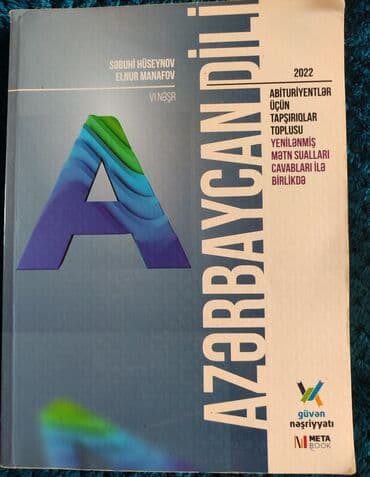 SƏBUHİ HÜSEYNOV
ELNUR MANAFOV
VI NƏŞR
A
AZƏRBAYCAN DİLİ
2022
ABİTURİYENTLƏR
ÜÇÜN
TAPŞIRIQLAR
TOPLUSU
YENİLƏNMİŞ
MƏTN SUALLARI
CAVABLARI İLƏ
BİRLİKDƏ
güvən
nəşriyyatı
META
BOOK